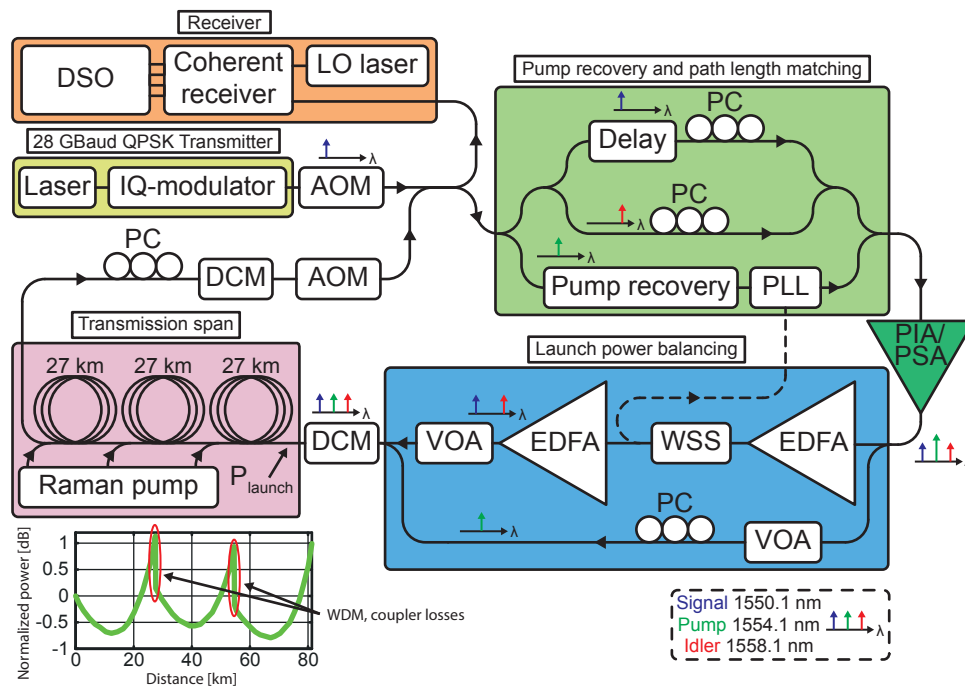 Receiver
DSO
Coherent
receiver
LO laser
28 GBaud QPSK Transmitter
Laser
IQ-modulator
λ
AOM
PC
DCM
AOM
Pump recovery and path length matching
λ
Delay
PC
λ
PC
λ
Pump recovery
PLL
PIA/
PSA
Transmission span
27 km
27 km
27 km
Raman pump
Plaunch
λ
DCM
Launch power balancing
λ
VOA
EDFA
WSS
EDFA
λ
PC
VOA
Normalized power [dB]
1
0.5
0
-0.5
-1
0
20
40
60
80
Distance [km]
WDM, coupler losses
Signal 1550.1 nm
Pump 1554.1 nm
λ
Idler 1558.1 nm